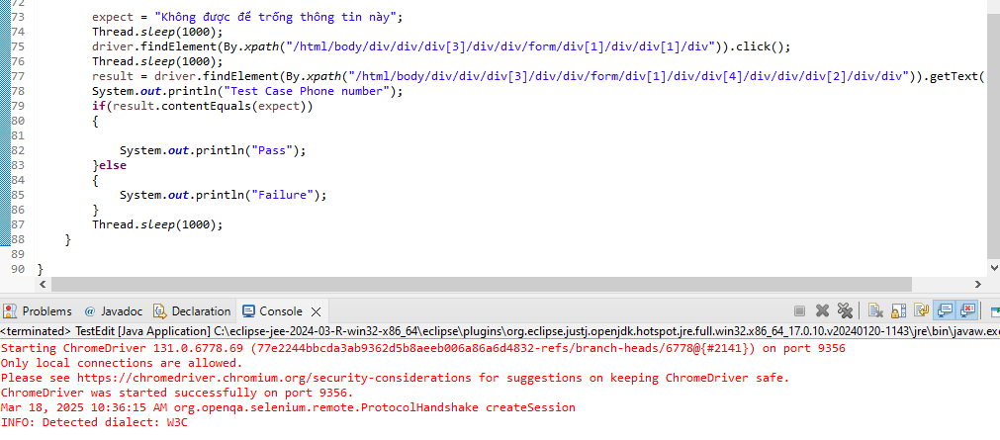 72
73 expect = "Không được để trống thông tin này";
74 Thread.sleep(1000);
75 driver.findElement(By.xpath("/html/body/div/div/div[3]/div/div/form/div[1]/div/div[1]/div")).click();
76 Thread.sleep(1000);
77 result = driver.findElement(By.xpath("/html/body/div/div/div[3]/div/div/form/div[1]/div/div[4]/div/div/div[2]/div/div")).getText(
78 System.out.println("Test Case Phone number");
79 if(result.contentEquals(expect))
80 {
81
82 System.out.println("Pass");
83 }else
84 {
85 System.out.println("Failure");
86 }
87 Thread.sleep(1000);
88 }
89
90 }
Problems @ Javadoc Declaration Console
<terminated> TestEdit [Java Application] C:\eclipse-jee-2024-03-R-win32-x86_64\eclipse\plugins\org.eclipse.justj.openjdk.hotspot.jre.full.win32.x86_64_17.0.10.v20240120-1143\jre\bin\javaw.exe
Starting ChromeDriver 131.0.6778.69 (77e2244bbcda3ab9362d5b8aeeb006a86a6d4832-refs/branch-heads/6778@{#2141}) on port 9356
Only local connections are allowed.
Please see https://chromedriver.chromium.org/security-considerations for suggestions on keeping ChromeDriver safe.
ChromeDriver was started successfully on port 9356.
Mar 18, 2025 10:36:15 AM org.openqa.selenium.remote.ProtocolHandshake createSession
INFO: Detected dialect: W3C